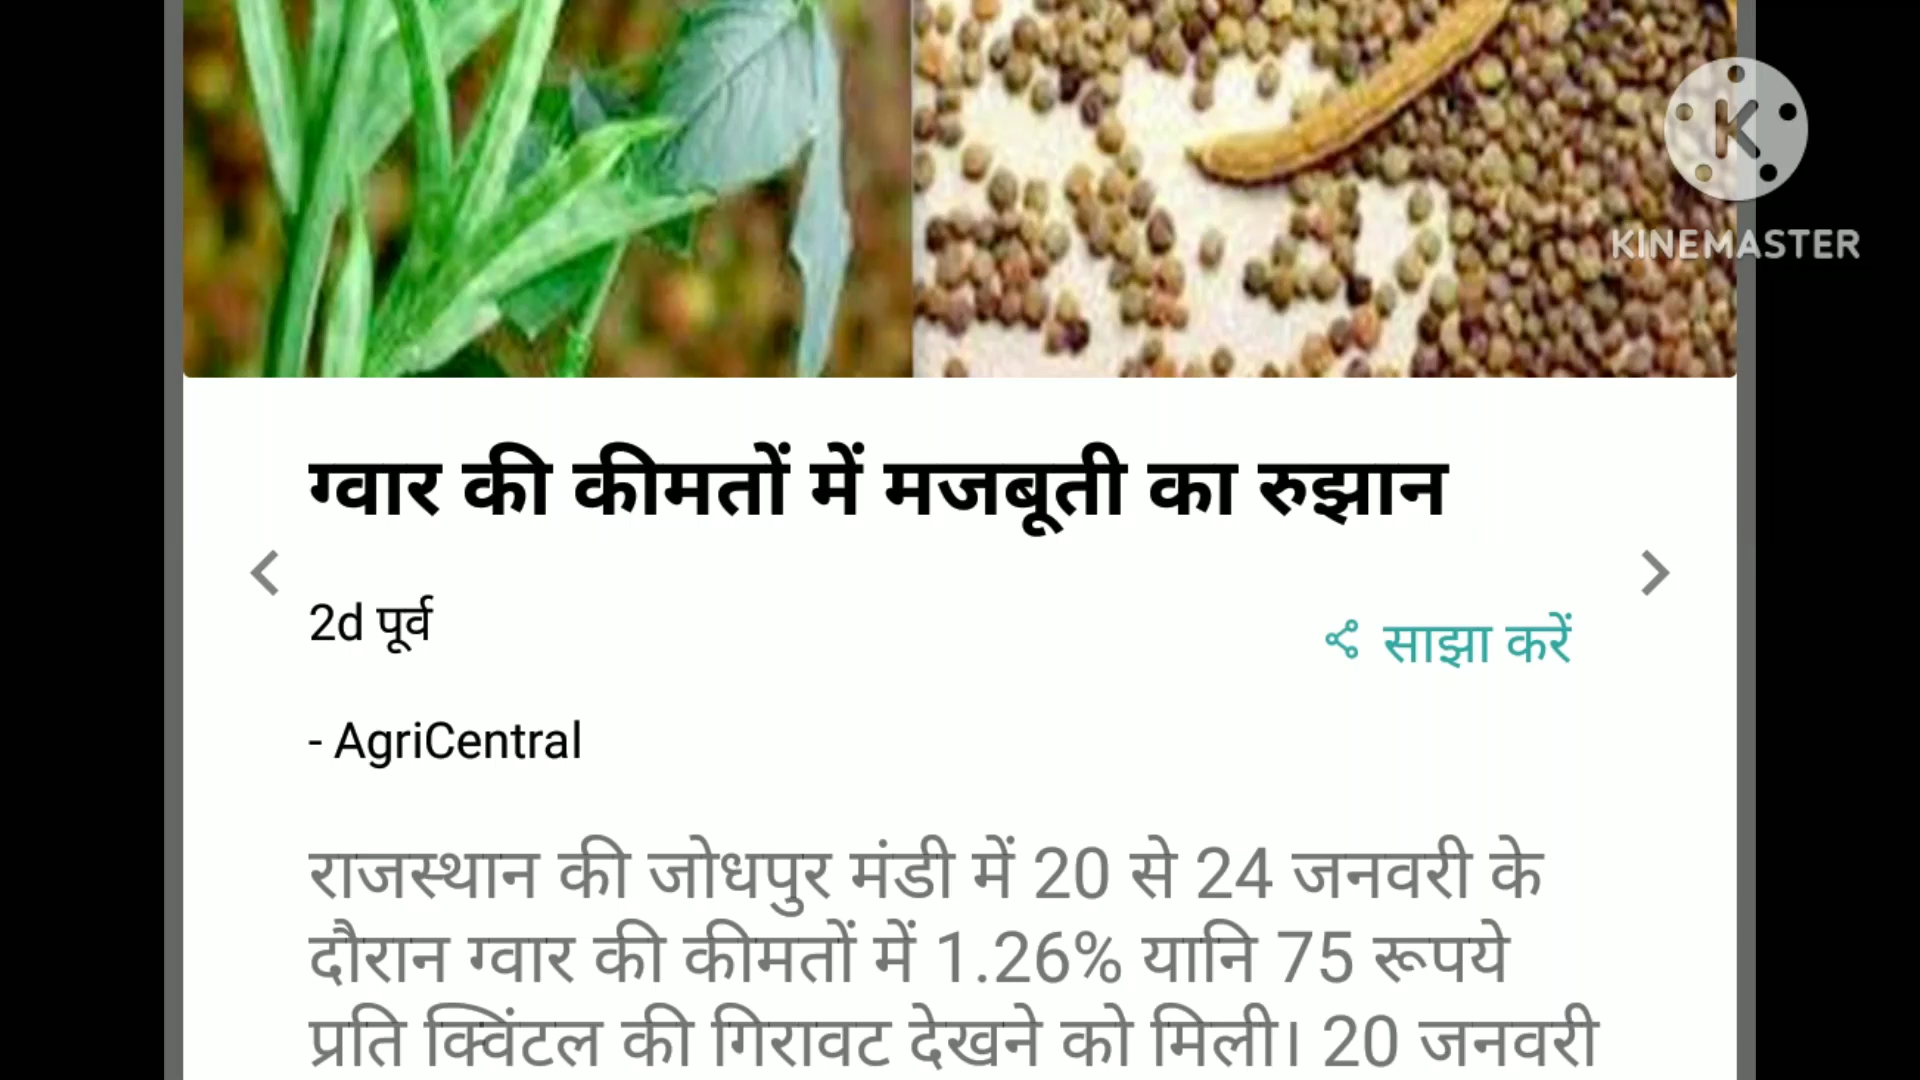 K
KINEMASTER
ग्वार की कीमतों में मजबूती का रुझान
2d पूर्व
साझा करें
- AgriCentral
राजस्थान की जोधपुर मंडी में 20 से 24 जनवरी के
दौरान ग्वार की कीमतों में 1.26% यानि 75 रूपये
प्रति क्विंटल की गिरावट देखने को मिली। 20 जनवरी